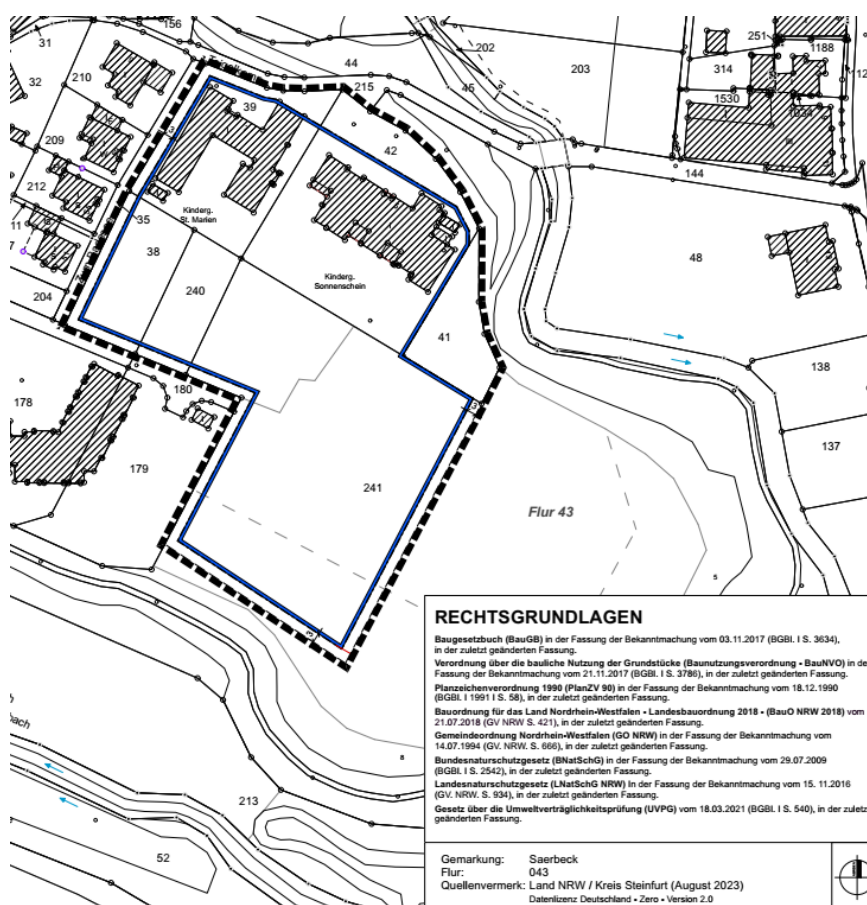 156
31
44
202
203
251
1188
32
210
314
12
215
45
39
1530
1034
209
42
3
144
212
Kinderg.
St. Marien
11
35
38
48
7
240
Kinderg.
Sonnenschein
204
41
138
180
178
3
137
179
241
Flur 43
5
3
8
bach
213
52
RECHTSGRUNDLAGEN
Baugesetzbuch (BauGB) in der Fassung der Bekanntmachung vom 03.11.2017 (BGBl. I S. 3634),
in der zuletzt geänderten Fassung.
Verordnung über die bauliche Nutzung der Grundstücke (Baunutzungsverordnung - BauNVO) in de
Fassung der Bekanntmachung vom 21.11.2017 (BGBl. I S. 3786), in der zuletzt geänderten Fassung.
Planzeichenverordnung 1990 (PlanZV 90) in der Fassung der Bekanntmachung vom 18.12.1990
(BGBl. I 1991 I S. 58), in der zuletzt geänderten Fassung.
Bauordnung für das Land Nordrhein-Westfalen - Landesbauordnung 2018 - (BauO NRW 2018) vom
21.07.2018 (GV NRW S. 421), in der zuletzt geänderten Fassung.
Gemeindeordnung Nordrhein-Westfalen (GO NRW) in der Fassung der Bekanntmachung vom
14.07.1994 (GV. NRW. S. 666), in der zuletzt geänderten Fassung.
Bundesnaturschutzgesetz (BNatSchG) in der Fassung der Bekanntmachung vom 29.07.2009
(BGBl. I S. 2542), in der zuletzt geänderten Fassung.
Landesnaturschutzgesetz (LNatSchG NRW) In der Fassung der Bekanntmachung vom 15. 11.2016
(GV. NRW. S. 934), in der zuletzt geänderten Fassung.
Gesetz über die Umweltverträglichkeitsprüfung (UVPG) vom 18.03.2021 (BGBl. I S. 540), in der zuletz
geänderten Fassung.
Gemarkung: Saerbeck
Flur: 043
Quellenvermerk: Land NRW / Kreis Steinfurt (August 2023)
Datenlizenz Deutschland - Zero - Version 2.0